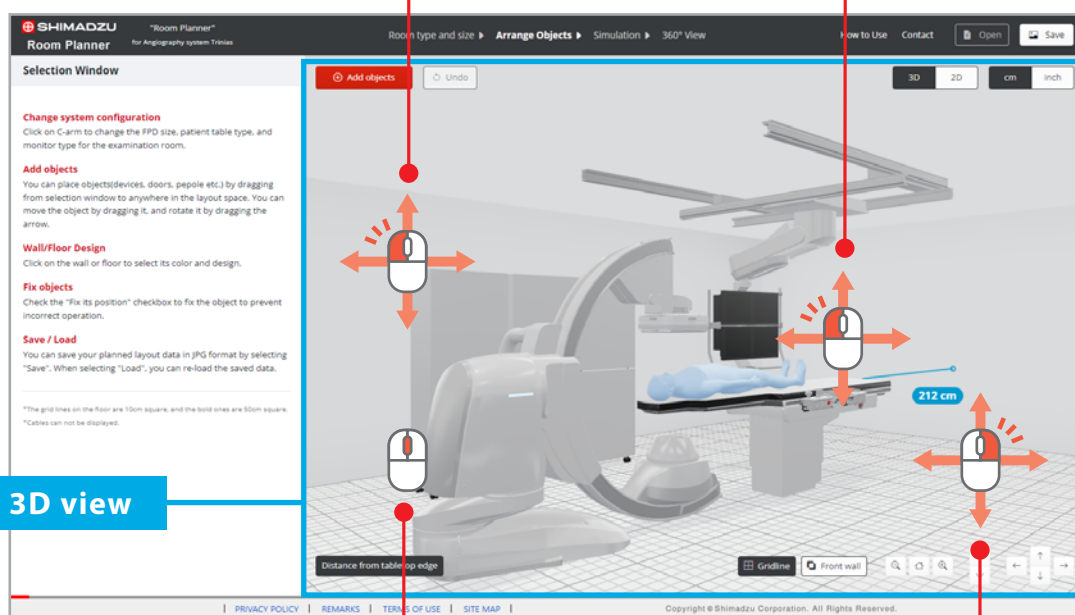 SHIMADZU
Room Planner
"Room Planner"
for Angiography system Trinias
Room type and size
Arrange Objects
Simulation
360° View
How to Use
Contact
Open
Save
Selection Window
Add objects
Undo
3D
2D
cm
inch
Change system configuration
Click on C-arm to change the FPD size, patient table type, and
monitor type for the examination room.
Add objects
You can place objects(devices, doors, pepole etc.) by dragging
from selection window to anywhere in the layout space. You can
move the object by dragging it, and rotate it by dragging the
arrow.
Wall/Floor Design
Click on the wall or floor to select its color and design.
Fix objects
Check the "Fix its position" checkbox to fix the object to prevent
incorrect operation.
Save / Load
You can save your planned layout data in JPG format by selecting
"Save". When selecting "Load", you can re-load the saved data.
*The grid lines on the floor are 10cm square, and the bold ones are 50cm square.
*Cables can not be displayed.
212 cm
3D view
Distance from table top edge
Gridline
Front wall
PRIVACY POLICY | REMARKS | TERMS OF USE | SITE MAP |
Copyright © Shimadzu Corporation. All Rights Reserved.